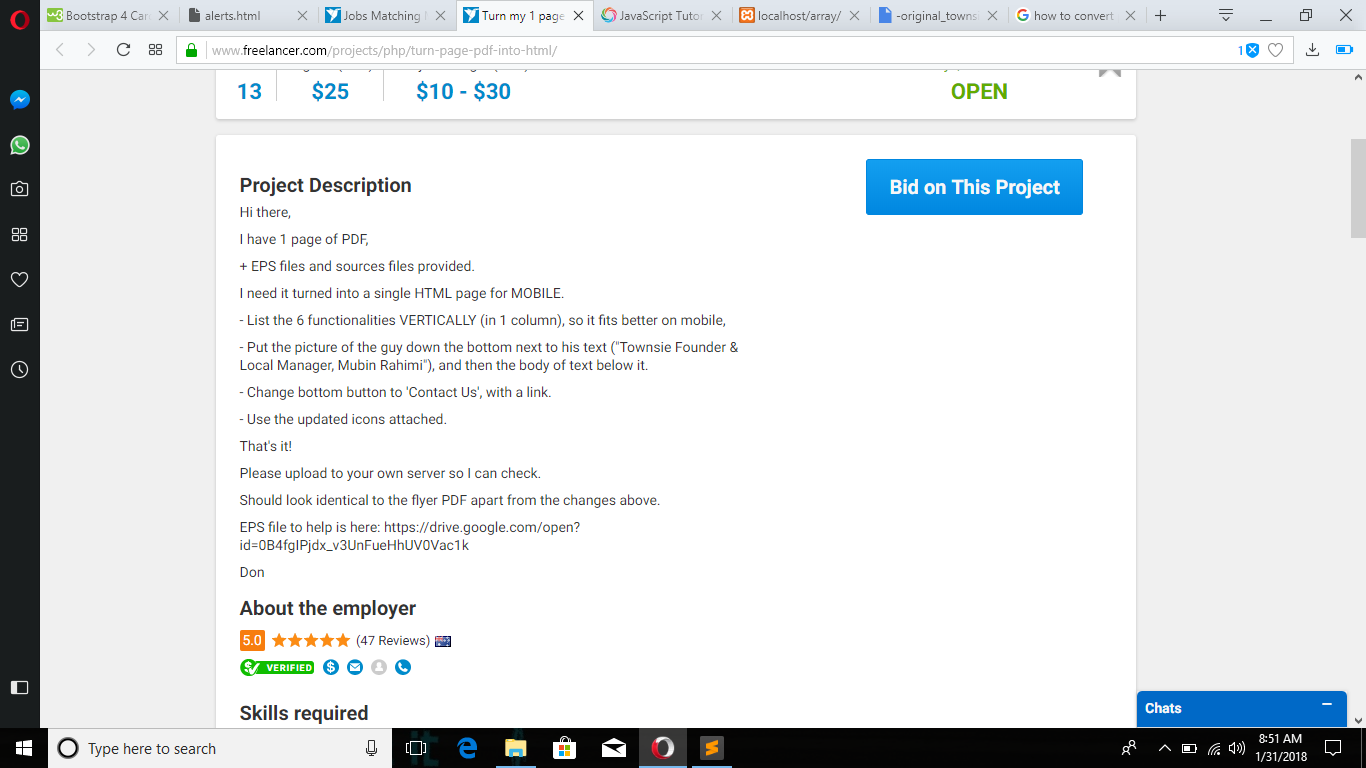 Bootstrap 4 Car
alerts.html
Jobs Matching
Turn my 1 page
JavaScript Tutor
localhost/array/
-original_towns
how to convert
www.freelancer.com/projects/php/turn-page-pdf-into-html/
1
13
$25
$10 - $30
OPEN
Project Description
Bid on This Project
Hi there,
I have 1 page of PDF,
+ EPS files and sources files provided.
I need it turned into a single HTML page for MOBILE.
- List the 6 functionalities VERTICALLY (in 1 column), so it fits better on mobile,
- Put the picture of the guy down the bottom next to his text ("Townsie Founder &
Local Manager, Mubin Rahimi"), and then the body of text below it.
- Change bottom button to 'Contact Us', with a link.
- Use the updated icons attached.
That's it!
Please upload to your own server so I can check.
Should look identical to the flyer PDF apart from the changes above.
EPS file to help is here: https://drive.google.com/open?
id=0B4fgIPjdx_v3UnFueHhUV0Vac1k
Don
About the employer
5.0 (47 Reviews)
VERIFIED
Skills required
Chats
Type here to search
8:51 AM
1/31/2018